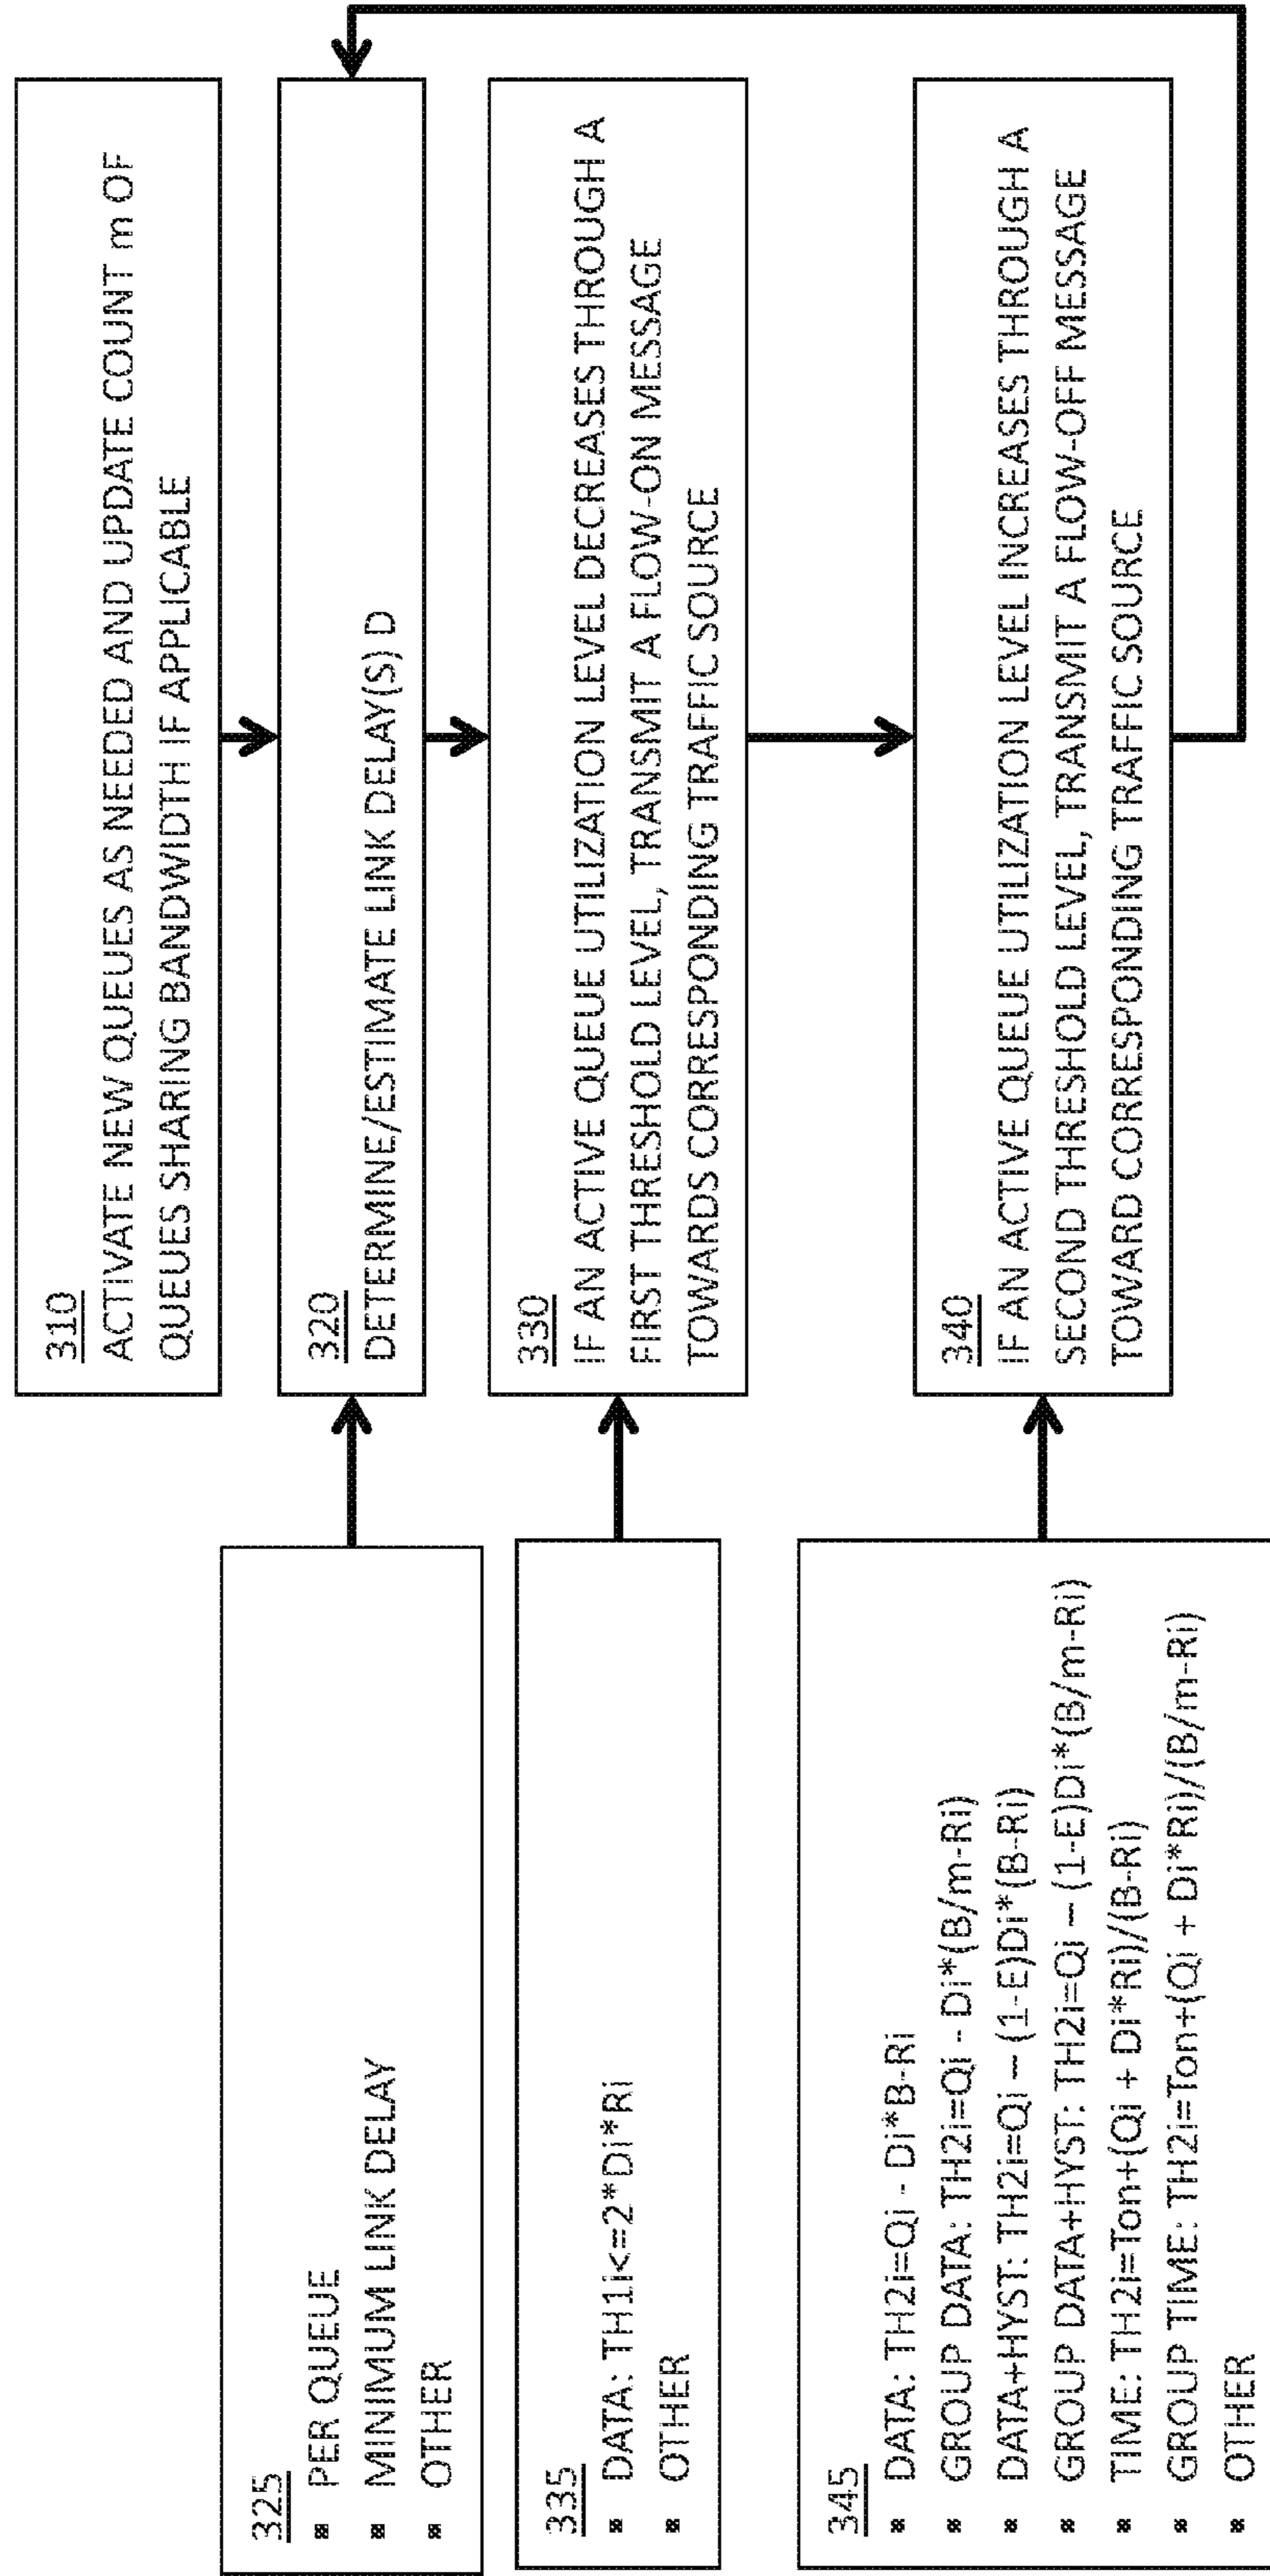 310
ACTIVATE NEW QUEUES AS NEEDED AND UPDATE COUNT m OF
QUEUES SHARING BANDWIDTH IF APPLICABLE
325
▪ PER QUEUE
▪ MINIMUM LINK DELAY
▪ OTHER
320
DETERMINE/ESTIMATE LINK DELAY(S) D
335
▪ DATA: TH1i<=2*Di*Ri
▪ OTHER
330
IF AN ACTIVE QUEUE UTILIZATION LEVEL DECREASES THROUGH A
FIRST THRESHOLD LEVEL, TRANSMIT A FLOW-ON MESSAGE
TOWARDS CORRESPONDING TRAFFIC SOURCE
345
▪ DATA: TH2i=Qi - Di*B-Ri
▪ GROUP DATA: TH2i=Qi - Di*(B/m-Ri)
▪ DATA+HYST: TH2i=Qi – (1-E)Di*(B-Ri)
▪ GROUP DATA+HYST: TH2i=Qi – (1-E)Di*(B/m-Ri)
▪ TIME: TH2i=Ton+(Qi + Di*Ri)/(B-Ri)
▪ GROUP TIME: TH2i=Ton+(Qi + Di*Ri)/(B/m-Ri)
▪ OTHER
340
IF AN ACTIVE QUEUE UTILIZATION LEVEL INCREASES THROUGH A
SECOND THRESHOLD LEVEL, TRANSMIT A FLOW-OFF MESSAGE
TOWARD CORRESPONDING TRAFFIC SOURCE